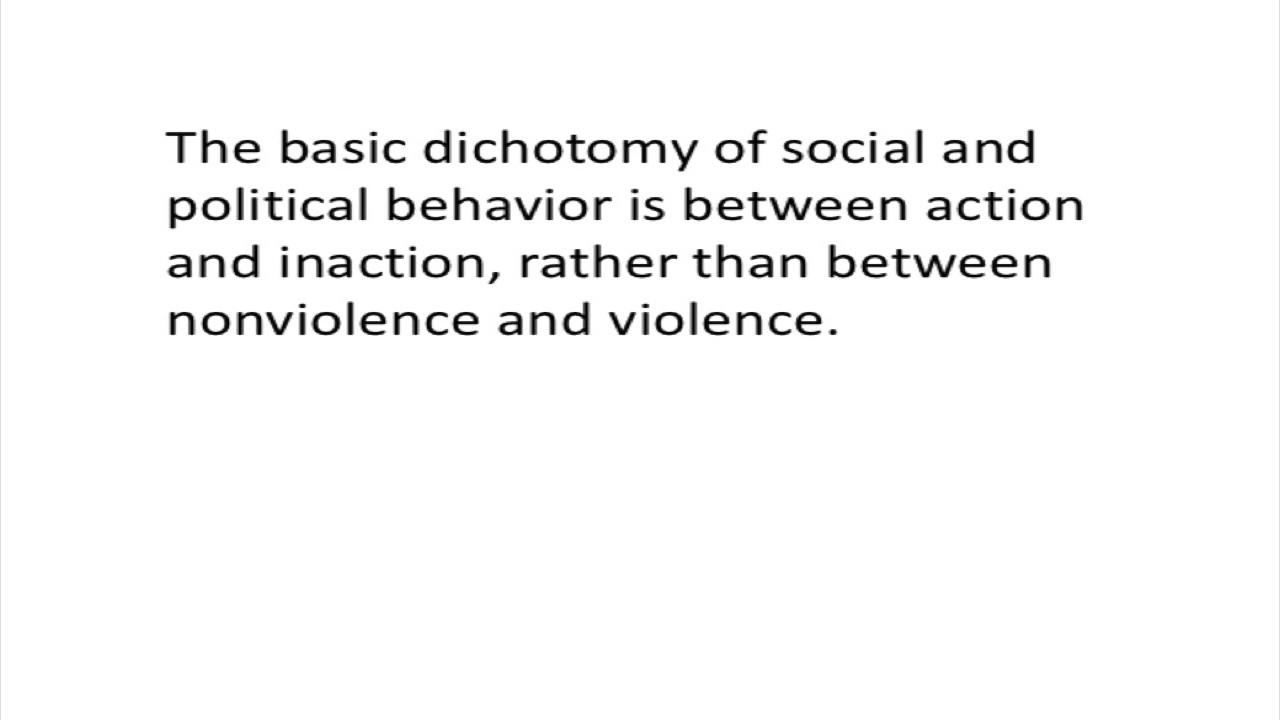 The basic dichotomy of social and
political behavior is between action
and inaction, rather than between
nonviolence and violence.